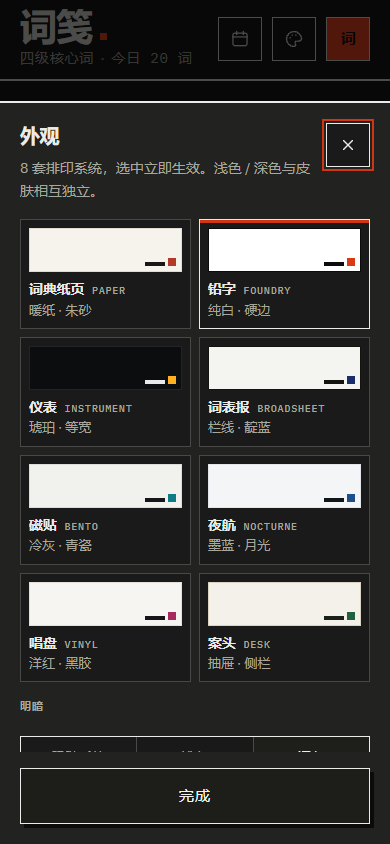 词笺
四级核心词 · 今日 20 词
词
外观
8 套排印系统，选中立即生效。浅色 / 深色与皮
肤相互独立。
词典纸页 PAPER
暖纸 · 朱砂
铅字 FOUNDRY
纯白 · 硬边
仪表 INSTRUMENT
琥珀 · 等宽
词表报 BROADSHEET
栏线 · 靛蓝
磁贴 BENTO
冷灰 · 青瓷
夜航 NOCTURNE
墨蓝 · 月光
唱盘 VINYL
洋红 · 黑胶
案头 DESK
抽屉 · 侧栏
明暗
完成